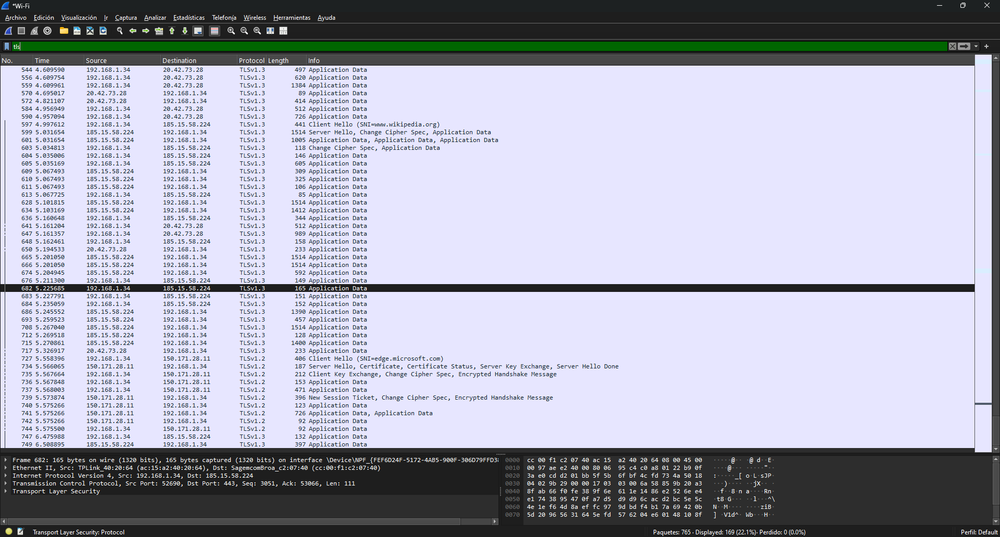 *Wi-Fi
Archivo Edición Visualización Ir Captura Analizar Estadísticas Telefonía Wireless Herramientas Ayuda
tls
No. Time Source Destination Protocol Length Info
544 4.609590 192.168.1.34 20.42.73.28 TLSv1.3 497 Application Data
556 4.609754 192.168.1.34 20.42.73.28 TLSv1.3 620 Application Data
559 4.609961 192.168.1.34 20.42.73.28 TLSv1.3 1384 Application Data
570 4.695017 20.42.73.28 192.168.1.34 TLSv1.3 89 Application Data
572 4.821107 20.42.73.28 192.168.1.34 TLSv1.3 414 Application Data
584 4.956949 192.168.1.34 20.42.73.28 TLSv1.3 512 Application Data
590 4.957094 192.168.1.34 20.42.73.28 TLSv1.3 726 Application Data
597 4.997612 192.168.1.34 185.15.58.224 TLSv1.3 441 Client Hello (SNI=www.wikipedia.org)
599 5.031654 185.15.58.224 192.168.1.34 TLSv1.3 1514 Server Hello, Change Cipher Spec, Application Data
601 5.031654 185.15.58.224 192.168.1.34 TLSv1.3 1005 Application Data, Application Data, Application Data
603 5.034813 192.168.1.34 185.15.58.224 TLSv1.3 118 Change Cipher Spec, Application Data
604 5.035006 192.168.1.34 185.15.58.224 TLSv1.3 146 Application Data
605 5.035169 192.168.1.34 185.15.58.224 TLSv1.3 605 Application Data
609 5.067493 185.15.58.224 192.168.1.34 TLSv1.3 309 Application Data
610 5.067493 185.15.58.224 192.168.1.34 TLSv1.3 325 Application Data
611 5.067493 185.15.58.224 192.168.1.34 TLSv1.3 106 Application Data
613 5.067725 192.168.1.34 185.15.58.224 TLSv1.3 85 Application Data
628 5.101815 185.15.58.224 192.168.1.34 TLSv1.3 1514 Application Data
634 5.103169 185.15.58.224 192.168.1.34 TLSv1.3 1412 Application Data
636 5.160648 192.168.1.34 185.15.58.224 TLSv1.3 344 Application Data
641 5.161204 192.168.1.34 20.42.73.28 TLSv1.3 512 Application Data
647 5.161357 192.168.1.34 20.42.73.28 TLSv1.3 989 Application Data
648 5.162461 192.168.1.34 185.15.58.224 TLSv1.3 158 Application Data
650 5.194533 20.42.73.28 192.168.1.34 TLSv1.3 233 Application Data
665 5.201050 185.15.58.224 192.168.1.34 TLSv1.3 1514 Application Data
666 5.201050 185.15.58.224 192.168.1.34 TLSv1.3 1514 Application Data
674 5.204945 185.15.58.224 192.168.1.34 TLSv1.3 592 Application Data
676 5.211300 192.168.1.34 185.15.58.224 TLSv1.3 149 Application Data
682 5.225685 192.168.1.34 185.15.58.224 TLSv1.3 165 Application Data
683 5.227791 192.168.1.34 185.15.58.224 TLSv1.3 151 Application Data
684 5.235059 192.168.1.34 185.15.58.224 TLSv1.3 152 Application Data
686 5.245552 185.15.58.224 192.168.1.34 TLSv1.3 1390 Application Data
693 5.259523 185.15.58.224 192.168.1.34 TLSv1.3 457 Application Data
708 5.267040 185.15.58.224 192.168.1.34 TLSv1.3 1514 Application Data
712 5.269518 185.15.58.224 192.168.1.34 TLSv1.3 128 Application Data
715 5.270861 185.15.58.224 192.168.1.34 TLSv1.3 1400 Application Data
717 5.326917 20.42.73.28 192.168.1.34 TLSv1.3 233 Application Data
727 5.558396 192.168.1.34 150.171.28.11 TLSv1.2 406 Client Hello (SNI=edge.microsoft.com)
734 5.566065 150.171.28.11 192.168.1.34 TLSv1.2 187 Server Hello, Certificate, Certificate Status, Server Key Exchange, Server Hello Done
735 5.567664 192.168.1.34 150.171.28.11 TLSv1.2 212 Client Key Exchange, Change Cipher Spec, Encrypted Handshake Message
736 5.567848 192.168.1.34 150.171.28.11 TLSv1.2 153 Application Data
737 5.568003 192.168.1.34 150.171.28.11 TLSv1.2 471 Application Data
739 5.573874 150.171.28.11 192.168.1.34 TLSv1.2 396 New Session Ticket, Change Cipher Spec, Encrypted Handshake Message
740 5.575266 150.171.28.11 192.168.1.34 TLSv1.2 123 Application Data
741 5.575266 150.171.28.11 192.168.1.34 TLSv1.2 726 Application Data, Application Data
742 5.575266 150.171.28.11 192.168.1.34 TLSv1.2 92 Application Data
744 5.575500 192.168.1.34 150.171.28.11 TLSv1.2 92 Application Data
747 6.475988 192.168.1.34 185.15.58.224 TLSv1.3 132 Application Data
749 6.508895 185.15.58.224 192.168.1.34 TLSv1.3 397 Application Data
Frame 682: 165 bytes on wire (1320 bits), 165 bytes captured (1320 bits) on interface \Device\NPF_{FEF6D24F-5172-4AB5-900F-306D79FFD3
Ethernet II, Src: TPLink_40:20:64 (ac:15:a2:40:20:64), Dst: SagemcomBroa_c2:07:40 (cc:00:f1:c2:07:40)
Internet Protocol Version 4, Src: 192.168.1.34, Dst: 185.15.58.224
Transmission Control Protocol, Src Port: 52690, Dst Port: 443, Seq: 3051, Ack: 53066, Len: 111
Transport Layer Security
0000 cc 00 f1 c2 07 40 ac 15 a2 40 20 64 08 00 45 00 ·····@·· ·@ d··E·
0010 00 97 ae e2 40 00 80 06 95 c4 c0 a8 01 22 b9 0f ····@··· ·····"··
0020 3a e0 cd d2 01 bb 5f 5b 6f bf 4c fd 73 4a 50 18 :·····_[ o·L·sJP·
0030 04 02 9b 29 00 00 17 03 03 00 6a 58 85 9b 20 a3 ···)···· ··jX·· ·
0040 8f ab 66 f0 fe 38 9f 6e 61 1e 14 86 e2 52 6e e4 ··f··8·n a····Rn·
0050 e1 74 38 95 47 0f a7 d5 d9 d9 6c ac d2 bc 5e 5c ·t8·G··· ··l···^\
0060 4e 1e f6 4d 8a ef fc 97 9d bd f4 b1 7a 69 42 0b N··M···· ····ziB·
0070 5d 20 96 56 31 64 5e fd 57 62 04 e6 01 48 10 8f ] ·V1d^· Wb···H··
Transport Layer Security: Protocol
Paquetes: 765 · Displayed: 169 (22.1%) · Perdido: 0 (0.0%)
Perfil: Default